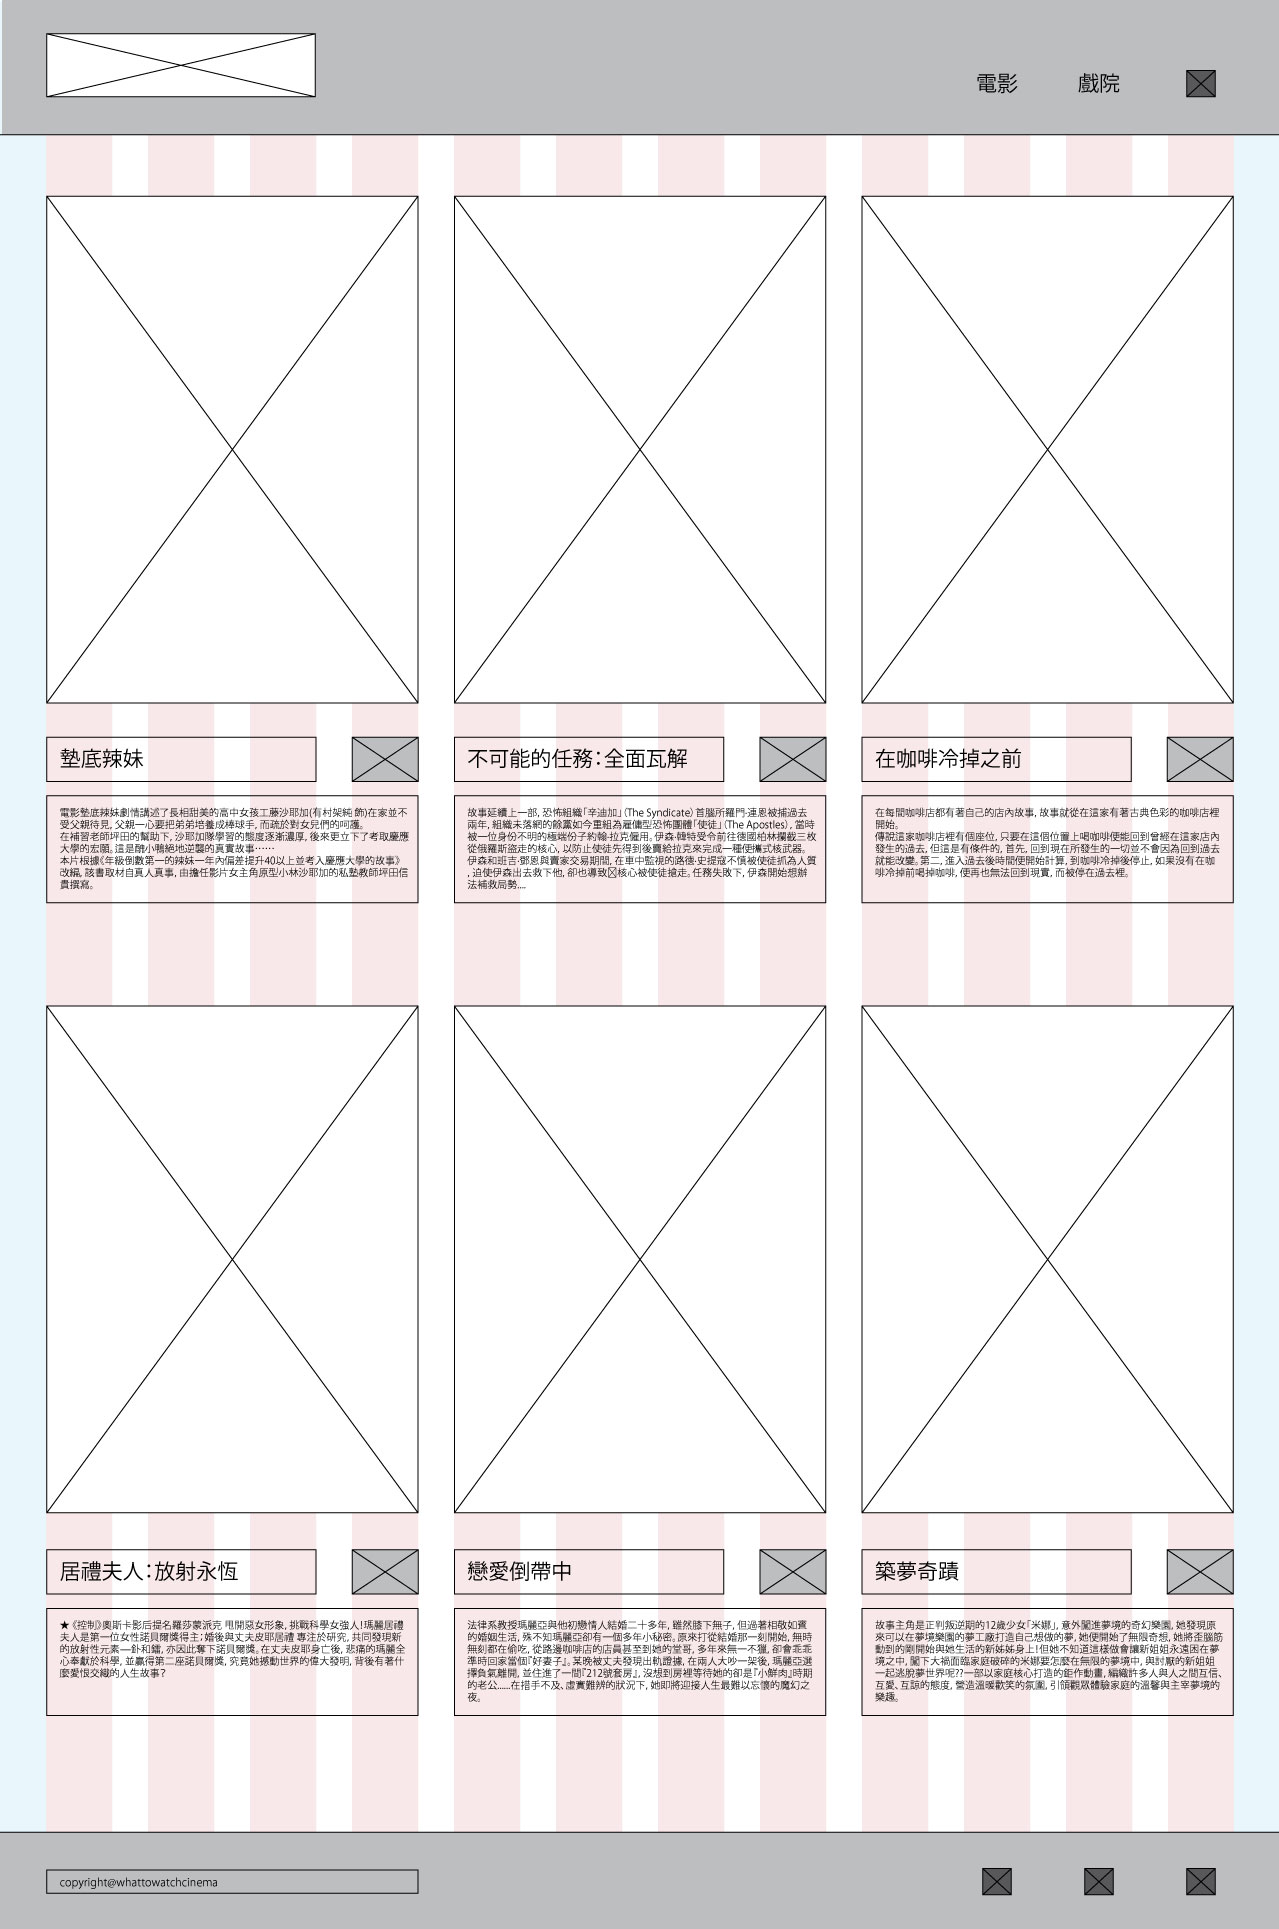 電影
戲院
墊底辣妹
不可能的任務：全面瓦解
在咖啡冷掉之前
電影墊底辣妹劇情講述了長相甜美的高中女孩工藤沙耶加(有村架純 飾)在家並不
受父親待見，父親一心要把弟弟培養成棒球手，而疏於對女兒們的呵護。
在補習老師坪田的幫助下，沙耶加隊學習的態度逐漸濃厚，後來更立下了考取慶應
大學的宏願。這是醜小鴨絕地逆襲的真實故事……
本片根據《年級倒數第一的辣妹一年內偏差提升40以上並考入慶應大學的故事》
改編。該書取材自真人真事，由擔任影片女主角原型小林沙耶加的私塾教師坪田信
貴撰寫。
故事延續上一部，恐怖組織「辛迪加」（The Syndicate）首腦所羅門·連恩被捕過去
兩年，組織未落網的餘黨如今重組為雇傭型恐怖團體「使徒」（The Apostles），當時
被一位身份不明的極端份子約翰·拉克僱用。伊森·韓特受令前往德國柏林攔截三枚
從俄羅斯盜走的核心，以防止使徒先得到後賣給拉克來完成一種便攜式核武器。
伊森和班吉·鄧恩與賣家交易期間，在車中監視的路德·史提寇不慎被使徒抓為人質
，迫使伊森出去救下他，卻也導致核心被使徒搶走。任務失敗下，伊森開始想辦
法補救局勢....
在每間咖啡店都有著自己的店內故事，故事就從在這家有著古典色彩的咖啡店裡
開始。
傳說這家咖啡店裡有個座位，只要在這個位置上喝咖啡便能回到曾經在這家店內
發生的過去，但這是有條件的，首先，回到現在所發生的一切並不會因為回到過去
就能改變。第二，進入過去後時間便開始計算，到咖啡冷掉後停止，如果沒有在咖
啡冷掉前喝掉咖啡，便再也無法回到現實，而被停在過去裡。
居禮夫人：放射永恆
戀愛倒帶中
築夢奇蹟
★《控制》奧斯卡影后提名羅莎蒙派克 甩開惡女形象，挑戰科學女強人！瑪麗居禮
夫人是第一位女性諾貝爾獎得主；婚後與丈夫皮耶居禮 專注於研究，共同發現新
的放射性元素—釙和鐳，亦因此奪下諾貝爾獎。在丈夫皮耶身亡後，悲痛的瑪麗全
心奉獻於科學，並贏得第二座諾貝爾獎，究竟她撼動世界的偉大發明，背後有著什
麼愛恨交織的人生故事？
法律系教授瑪麗亞與他初戀情人結婚二十多年，雖然膝下無子，但過著相敬如賓
的婚姻生活，殊不知瑪麗亞卻有一個多年小秘密。原來打從結婚那一刻開始，無時
無刻都在偷吃，從路邊咖啡店的店員甚至到她的堂哥，多年來無一不獵，卻會乖乖
準時回家當個『好妻子』。某晚被丈夫發現出軌證據，在兩人大吵一架後，瑪麗亞選
擇負氣離開，並住進了一間『212號套房』，沒想到房裡等待她的卻是『小鮮肉』時期
的老公......在措手不及、虛實難辨的狀況下，她即將迎接人生最難以忘懷的魔幻之
夜。
故事主角是正判叛逆期的12歲少女「米娜」，意外闖進夢境的奇幻樂園，她發現原
來可以在夢境樂園的夢工廠打造自己想做的夢，她便開始了無限奇想，她將歪腦筋
動到的剛開始與她生活的新姊姊身上！但她不知道這樣做會讓新姐姐永遠困在夢
境之中，闖下大禍面臨家庭破碎的米娜要怎麼在無限的夢境中，與討厭的新姐姐
一起逃脫夢世界呢??一部以家庭核心打造的鉅作動畫，編織許多人與人之間互信、
互愛、互諒的態度，營造溫暖歡笑的氛圍，引領觀眾體驗家庭的溫馨與主宰夢境的
樂趣。
copyright@whattowatchcinema